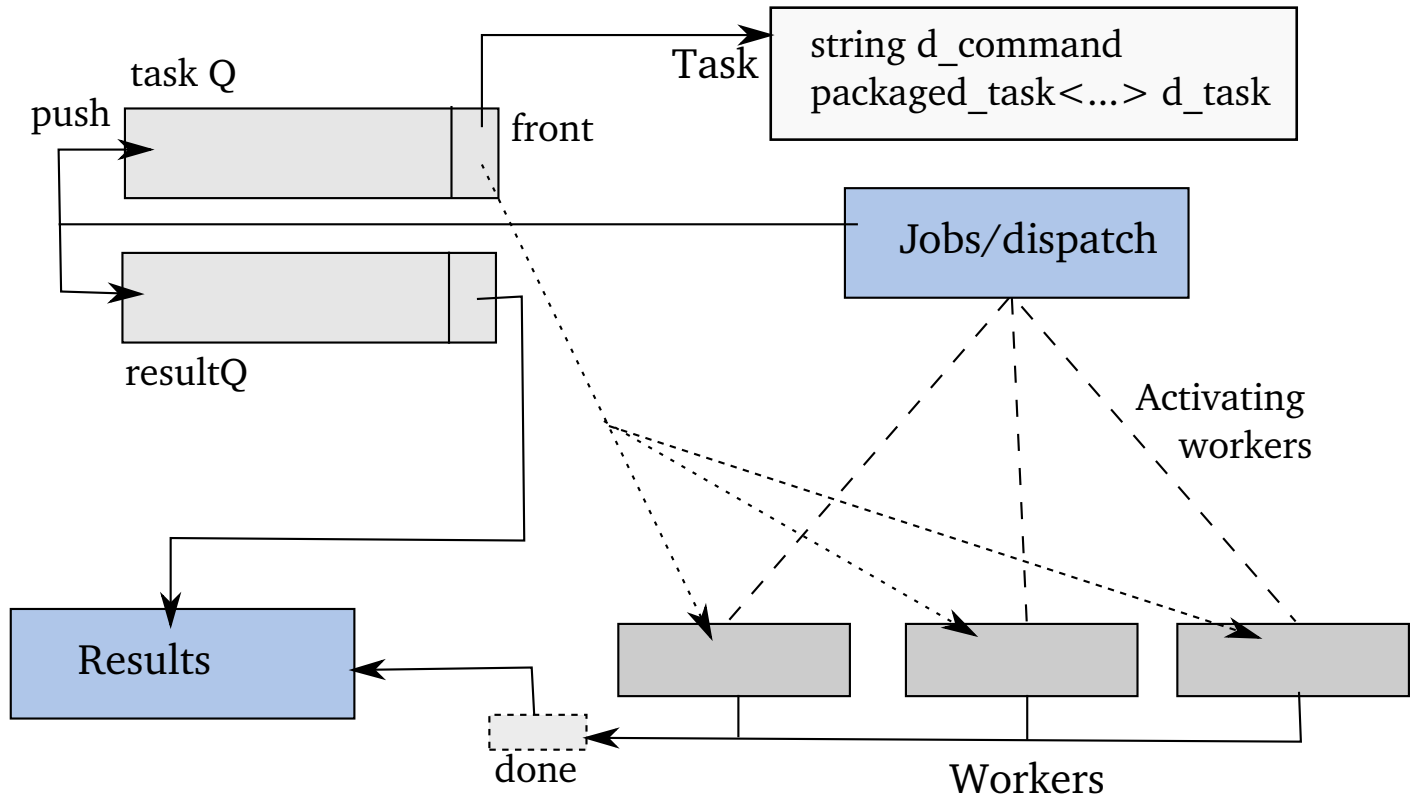 task Q
push
front
Task
string d_command
packaged_task<...> d_task
Jobs/dispatch
resultQ
Activating
workers
Results
done
Workers